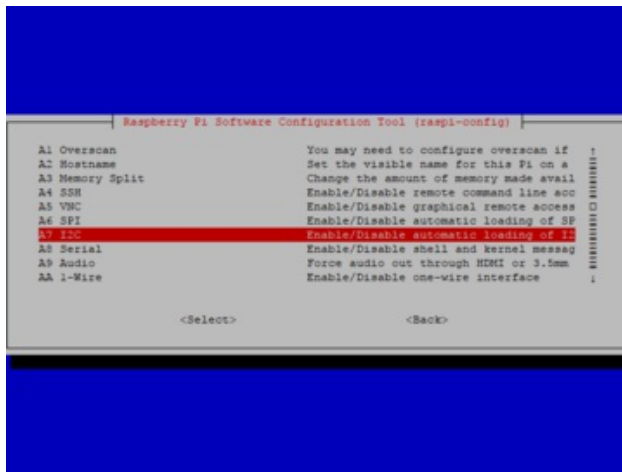 Raspberry Pi Software Configuration Tool (raspi-config)
A1 Overscan You may need to configure overscan if
A2 Hostname Set the visible name for this Pi on a
A3 Memory Split Change the amount of memory made avail
A4 SSH Enable/Disable remote command line acc
A5 VNC Enable/Disable graphical remote access
A6 SPI Enable/Disable automatic loading of SP
A7 I2C Enable/Disable automatic loading of I2
A8 Serial Enable/Disable shell and kernel messag
A9 Audio Force audio out through HDMI or 3.5mm
AA 1-Wire Enable/Disable one-wire interface
<Select> <Back>